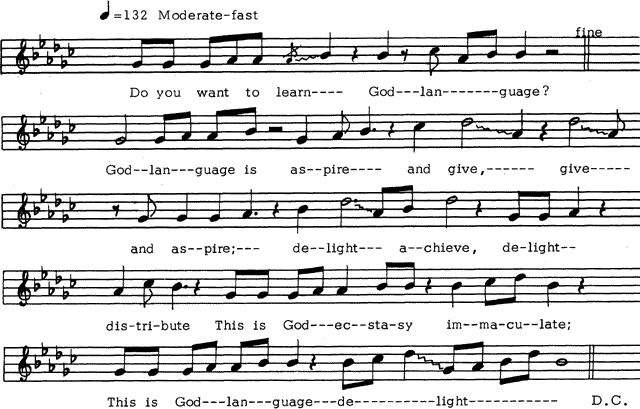 ♩=132 Moderate-fast
fine
Do you want to learn---- God---lan-------guage?
God--lan---guage is as--pire---- and give,------ give-----
and as--pire;--- de--light--- a--chieve, de-light--
dis-tri-bute This is God---ec--sta-sy im--ma-cu--late;
This is God---lan---guage---de----------light-----------
D.C.